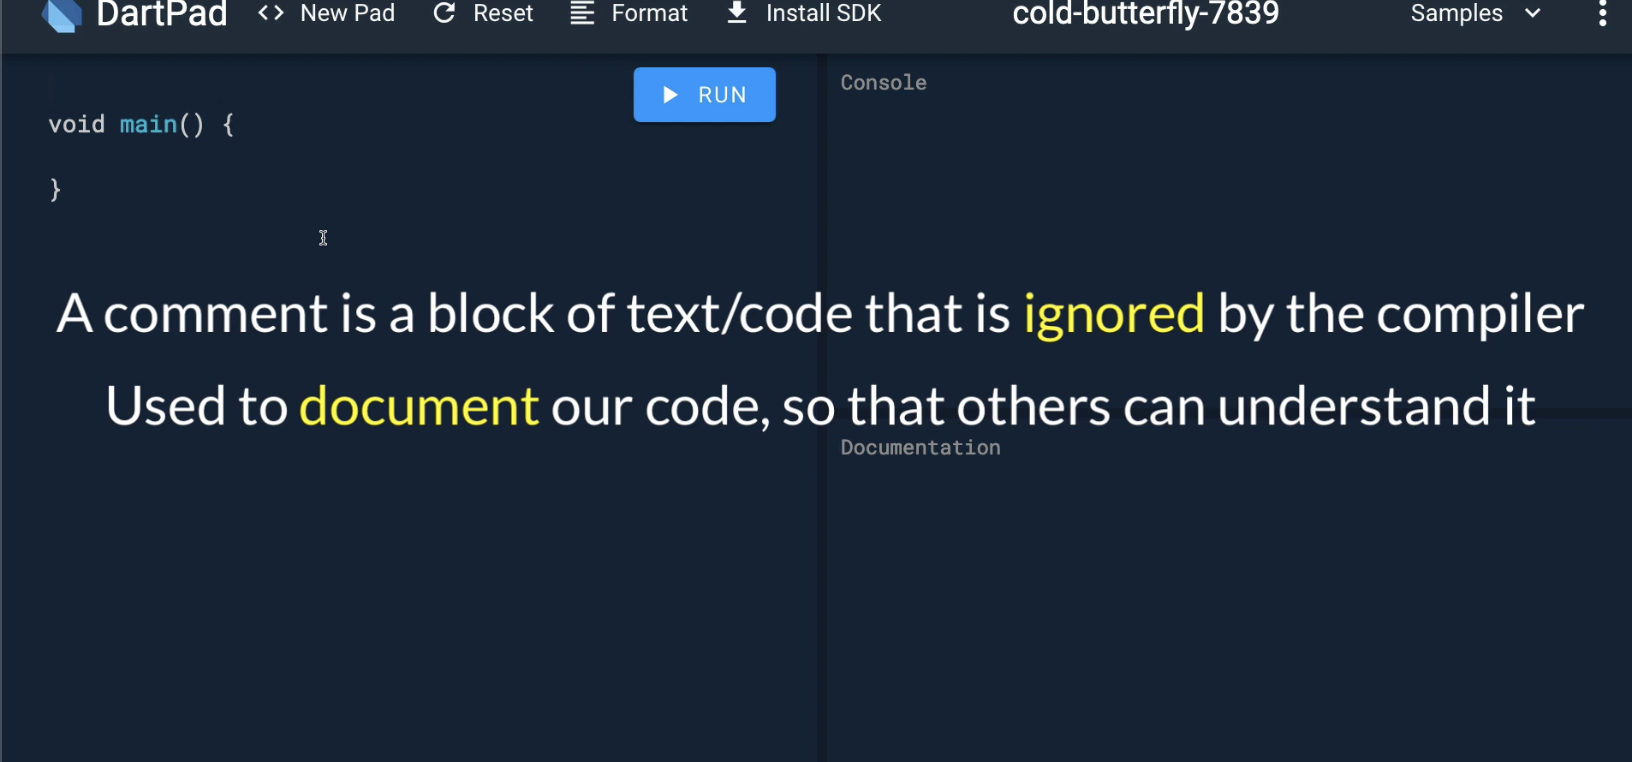 DartPad <> New Pad Reset Format Install SDK cold-butterfly-7839 Samples
RUN
Console
void main() {
}
A comment is a block of text/code that is ignored by the compiler
Used to document our code, so that others can understand it
Documentation